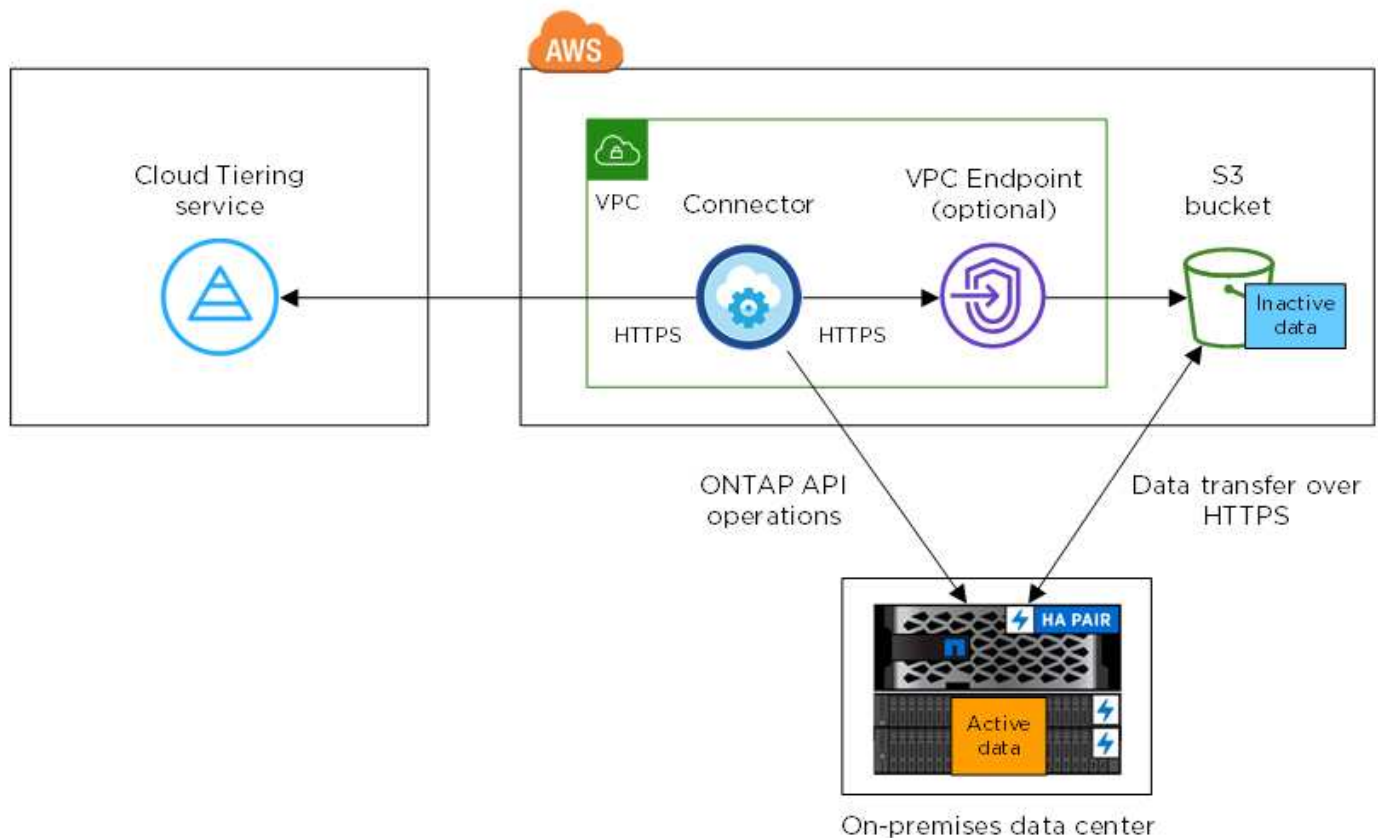 AWS
Cloud Tiering
service
VPC
Connector
VPC Endpoint
(optional)
S3
bucket
Inactive
data
HTTPS
HTTPS
ONTAP API
operations
Data transfer over
HTTPS
HA PAIR
Active
data
On-premises data center